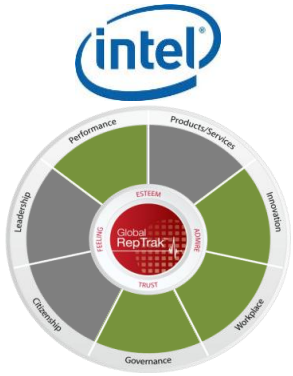 intel®
Performance
Products/Services
Leadership
Innovation
ESTEEM
FEELING
Global
RepTrak
ADMIRE
TRUST
Citizenship
Workplace
Governance